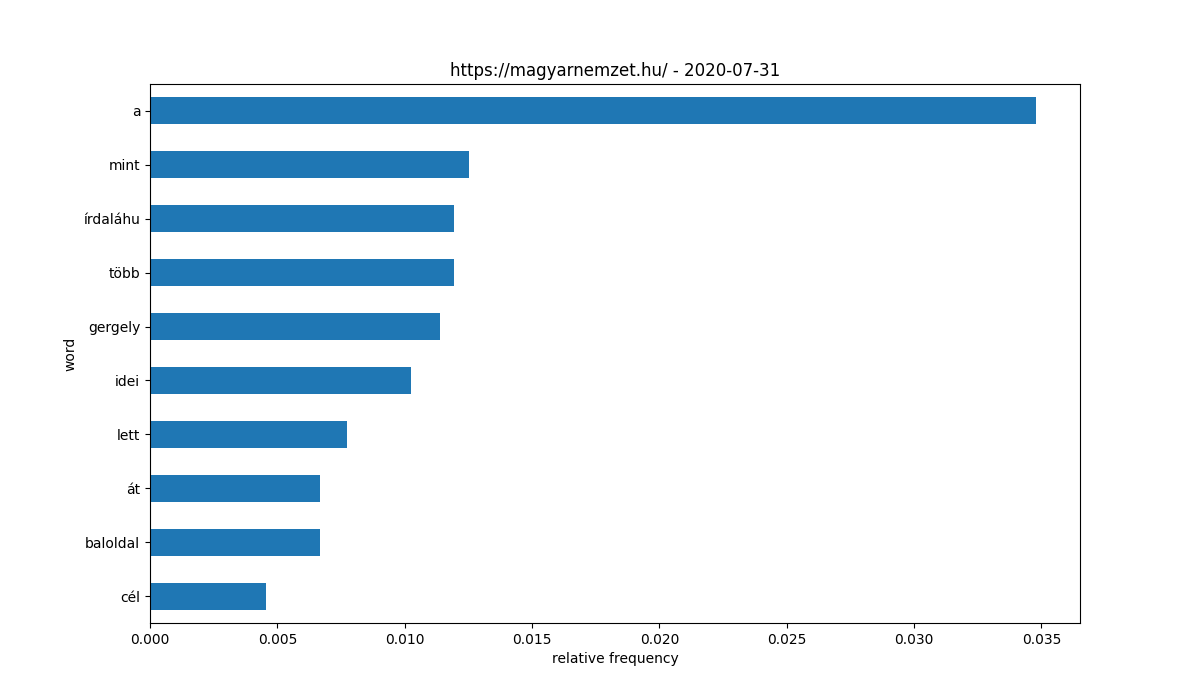 https://magyarnemzet.hu/ - 2020-07-31
a
mint
írdaláhu
több
gergely
idei
lett
át
baloldal
cél
word
0.000 0.005 0.010 0.015 0.020 0.025 0.030 0.035
relative frequency